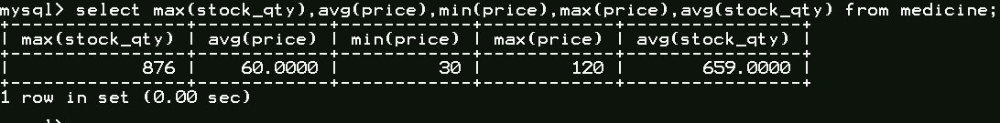 mysql> select max(stock_qty),avg(price),min(price),max(price),avg(stock_qty) from medicine;
+----------------+------------+------------+------------+----------------+
| max(stock_qty) | avg(price) | min(price) | max(price) | avg(stock_qty) |
+----------------+------------+------------+------------+----------------+
|            876 |    60.0000 |         30 |        120 |       659.0000 |
+----------------+------------+------------+------------+----------------+
1 row in set (0.00 sec)